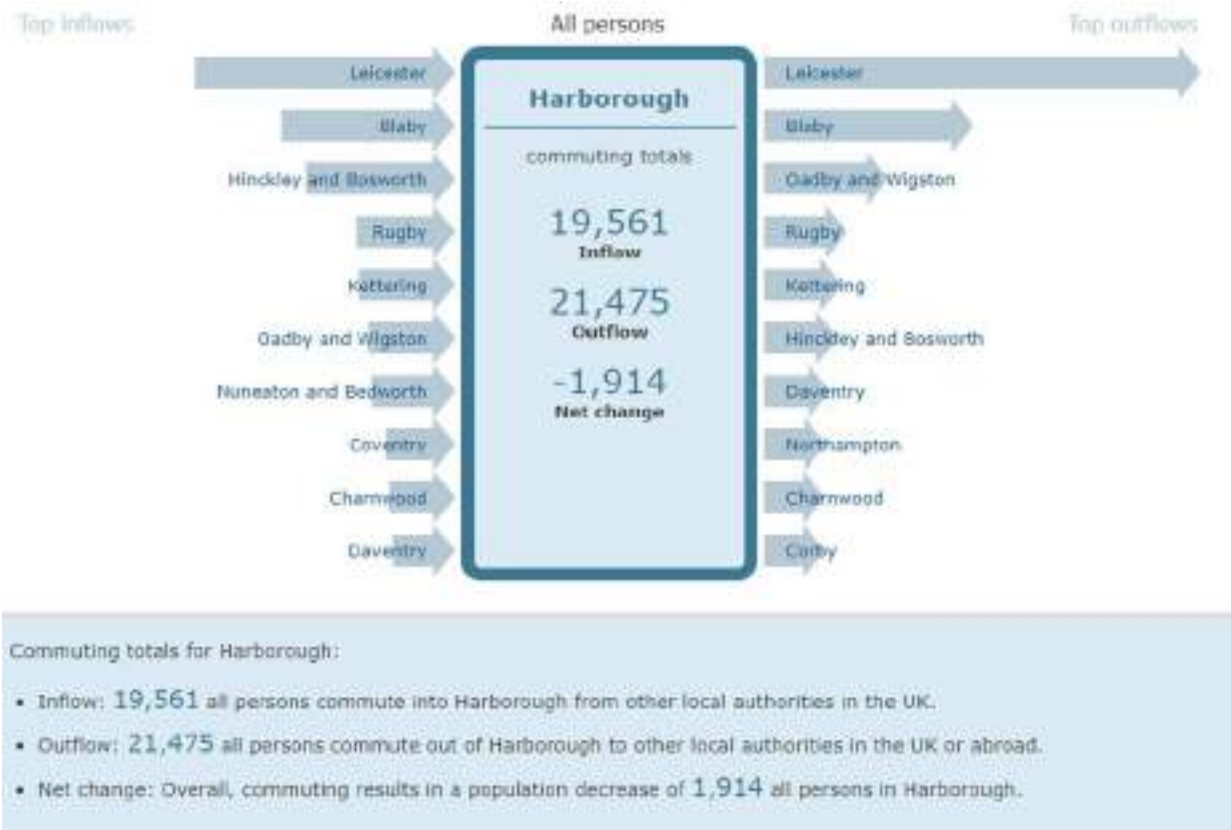 Top inflows
All persons
Top outflows
Leicester
Blaby
Hinckley and Bosworth
Rugby
Kettering
Oadby and Wigston
Nuneaton and Bedworth
Coventry
Charnwood
Daventry
Harborough
commuting totals
19,561
Inflow
21,475
Outflow
-1,914
Net change
Leicester
Blaby
Oadby and Wigston
Rugby
Kettering
Hinckley and Bosworth
Daventry
Northampton
Charnwood
Corby
Commuting totals for Harborough:
• Inflow: 19,561 all persons commute into Harborough from other local authorities in the UK.
• Outflow: 21,475 all persons commute out of Harborough to other local authorities in the UK or abroad.
• Net change: Overall, commuting results in a population decrease of 1,914 all persons in Harborough.